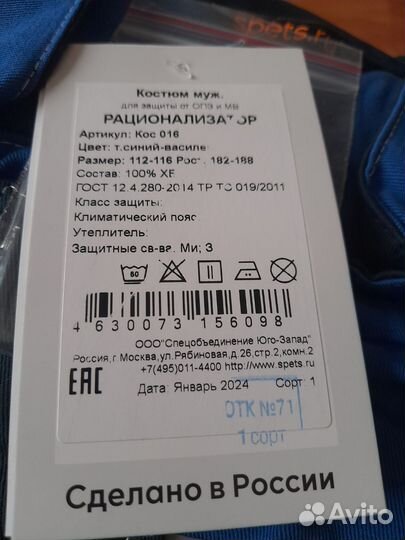 spets.ru
Костюм муж.
для защиты от ОПЗ и МВ
РАЦИОНАЛИЗАТОР
Артикул: Кос 016
Цвет: т.синий-василе
Размер: 112-116 Рост: 182-188
Состав: 100% ХБ
ГОСТ 12.4.280-2014 ТР ТС 019/2011
Класс защиты:
Климатический пояс
Утеплитель:
Защитные св-ва: Ми; З
60
4 630073 156098
ООО"Спецобъединение Юго-Запад"
Россия,г Москва,ул.Рябиновая,д.26,стр.2,комн.2
+7(495)011-4400 http://www.spets.ru
EAC
Дата: Январь 2024 Сорт: 1
ОТК №71
1 сорт
Сделано в России
Avito